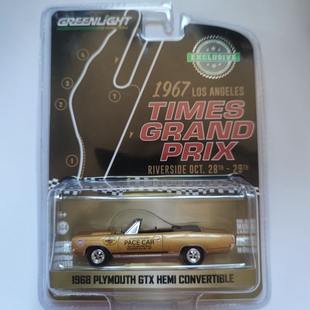 GREENLIGHT
HOBBY EXCLUSIVE
1967 LOS ANGELES
TIMES
GRAND
PRIX
RIVERSIDE OCT. 28TH - 29TH
PACE CAR
1968 PLYMOUTH GTX HEMI CONVERTIBLE